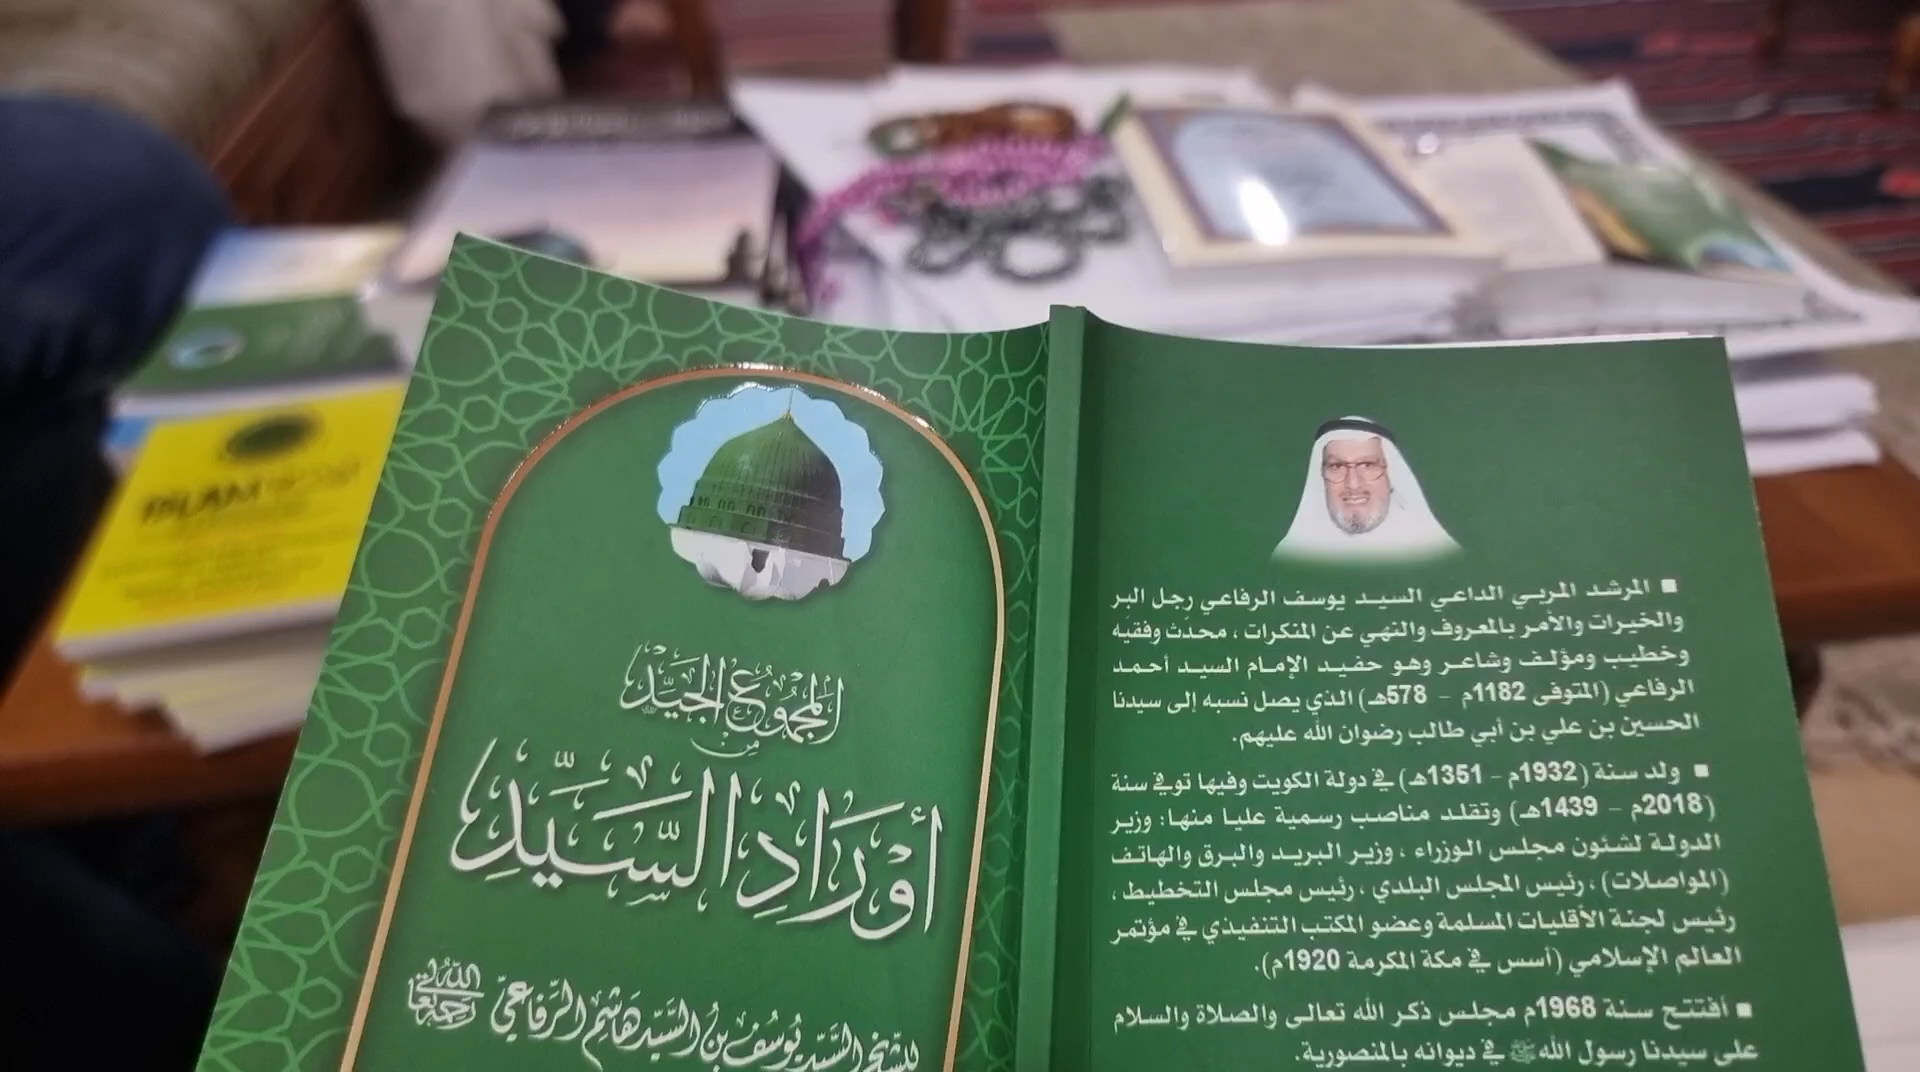 المجموع الجيد
من
أوراد السيد
للشيخ السيد يوسف بن السيد هاشم الرفاعي رحمه الله تعالى
■ المرشد المربي الداعي السيد يوسف الرفاعي رجل البر
والخيرات والأمر بالمعروف والنهي عن المنكرات ، محدّث وفقيه
وخطيب ومؤلف وشاعر وهو حفيد الإمام السيد أحمد
الرفاعي (المتوفى 1182م - 578هـ) الذي يصل نسبه إلى سيدنا
الحسين بن علي بن أبي طالب رضوان الله عليهم.
■ ولد سنة (1932م - 1351هـ) في دولة الكويت وفيها توفي سنة
(2018م - 1439هـ) وتقلد مناصب رسمية عليا منها: وزير
الدولة لشئون مجلس الوزراء ، وزير البريد والبرق والهاتف
(المواصلات) ، رئيس المجلس البلدي ، رئيس مجلس التخطيط ،
رئيس لجنة الأقليات المسلمة وعضو المكتب التنفيذي في مؤتمر
العالم الإسلامي (أسس في مكة المكرمة 1920م).
■ أفتتح سنة 1968م مجلس ذكر الله تعالى والصلاة والسلام
على سيدنا رسول الله ﷺ في ديوانه بالمنصورية.
ISLAM